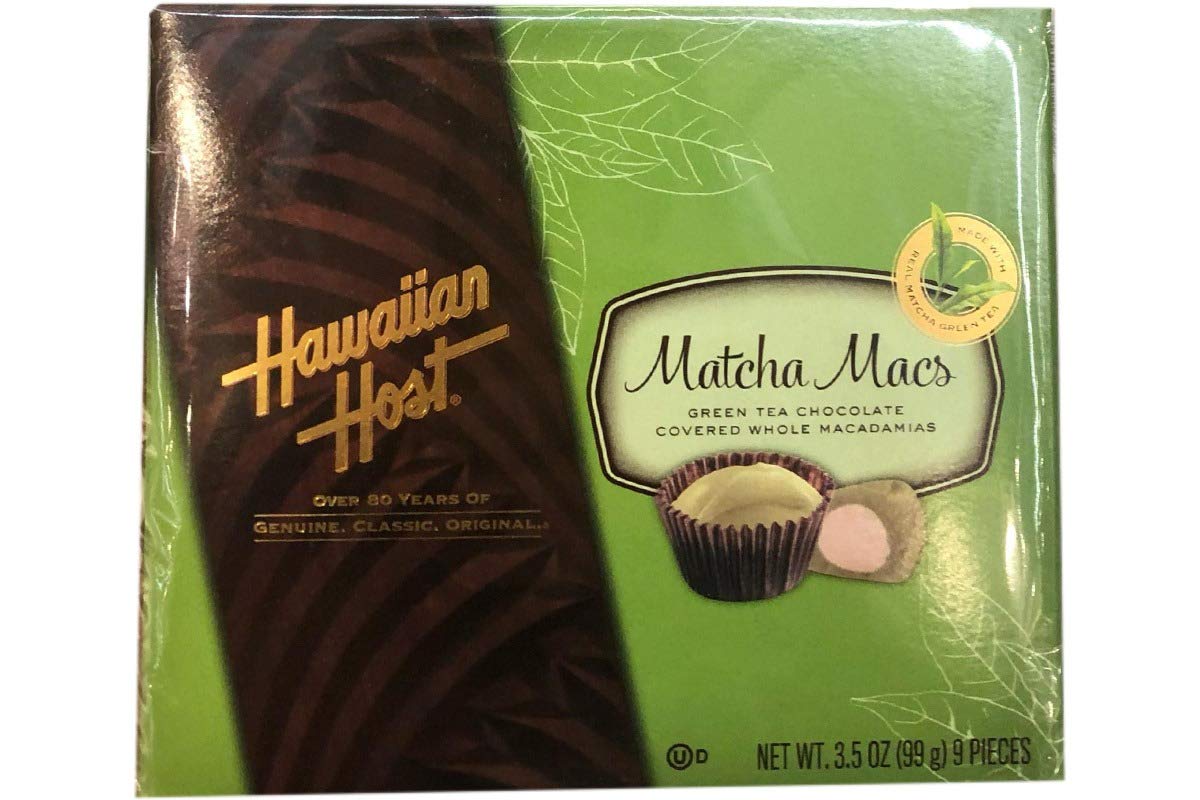 Hawaiian
Host®
OVER 80 YEARS OF
GENUINE. CLASSIC. ORIGINAL.
MADE WITH
REAL MATCHA GREEN TEA
Matcha Macs
GREEN TEA CHOCOLATE
COVERED WHOLE MACADAMIAS
U D
NET WT. 3.5 OZ (99 g) 9 PIECES